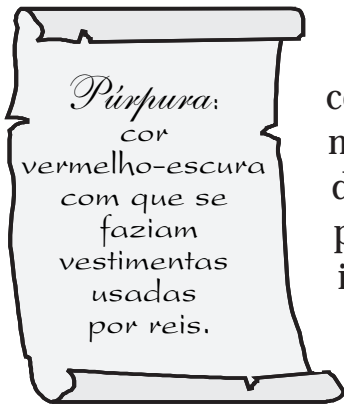 Púrpura:
cor
vermelho-escura
com que se
faziam
vestimentas
usadas
por reis.